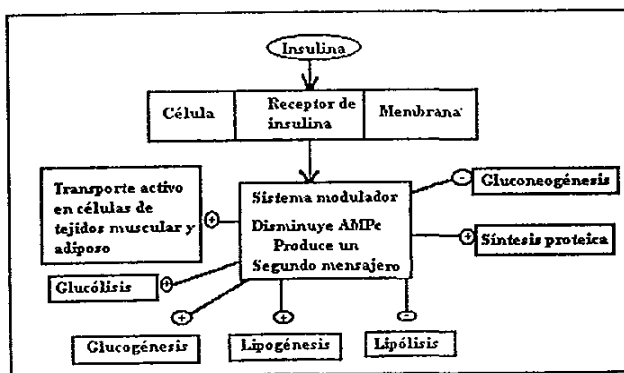 Insulina
Célula
Receptor de
insulina
Membrana
Transporte activo
en células de
tejidos muscular y
adiposo
+
Sistema modulador
Disminuye AMPc
Produce un
Segundo mensajero
-
Gluconeogénesis
+
Síntesis proteica
Glucólisis
+
+
Glucogénesis
+
Lipogénesis
-
Lipólisis